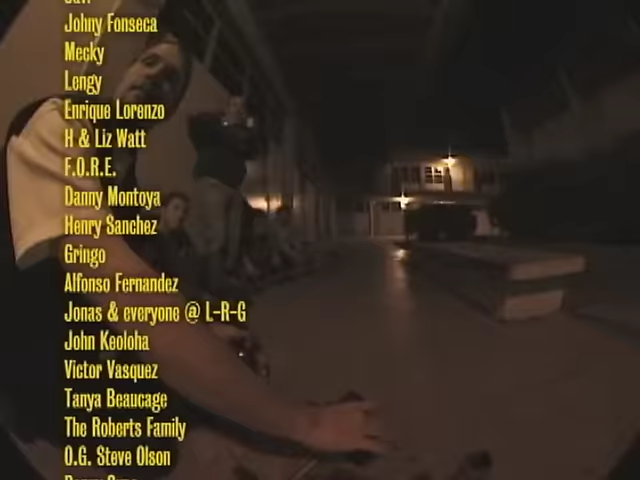 Johny Fonseca
Mecky
Lengy
Enrique Lorenzo
H & Liz Watt
F.O.R.E.
Danny Montoya
Henry Sanchez
Gringo
Alfonso Fernandez
Jonas & everyone @ L-R-G
John Keoloha
Victor Vasquez
Tanya Beaucage
The Roberts Family
O.G. Steve Olson